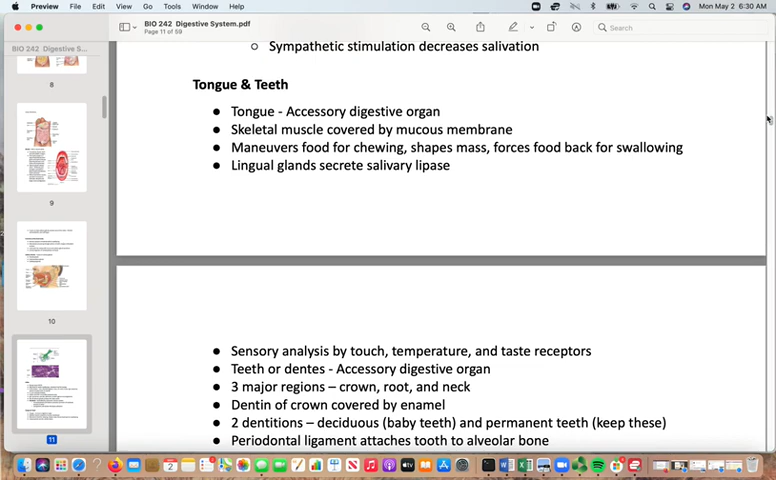 Preview File Edit View Go Tools Window Help Mon May 2 6:30 AM
BIO 242 Digestive System.pdf
Page 11 of 59
Search
BIO 242 Digestive S...
8
9
10
11
○ Sympathetic stimulation decreases salivation
Tongue & Teeth
● Tongue - Accessory digestive organ
● Skeletal muscle covered by mucous membrane
● Maneuvers food for chewing, shapes mass, forces food back for swallowing
● Lingual glands secrete salivary lipase
● Sensory analysis by touch, temperature, and taste receptors
● Teeth or dentes - Accessory digestive organ
● 3 major regions – crown, root, and neck
● Dentin of crown covered by enamel
● 2 dentitions – deciduous (baby teeth) and permanent teeth (keep these)
● Periodontal ligament attaches tooth to alveolar bone